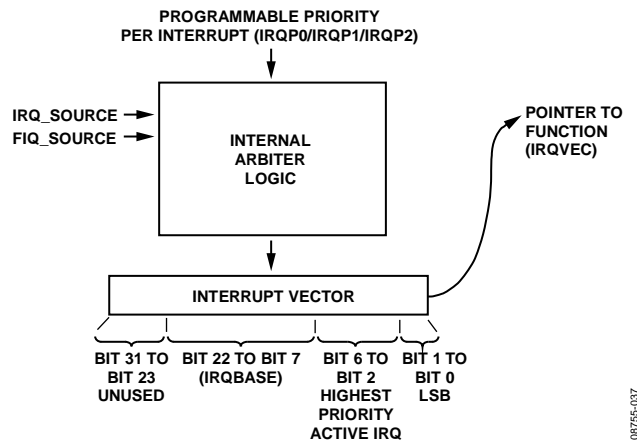 PROGRAMMABLE PRIORITY
PER INTERRUPT (IRQP0/IRQP1/IRQP2)
IRQ_SOURCE
FIQ_SOURCE
INTERNAL
ARBITER
LOGIC
POINTER TO
FUNCTION
(IRQVEC)
INTERRUPT VECTOR
BIT 31 TO
BIT 23
UNUSED
BIT 22 TO BIT 7
(IRQBASE)
BIT 6 TO
BIT 2
HIGHEST
PRIORITY
ACTIVE IRQ
BIT 1 TO
BIT 0
LSB
08755-037